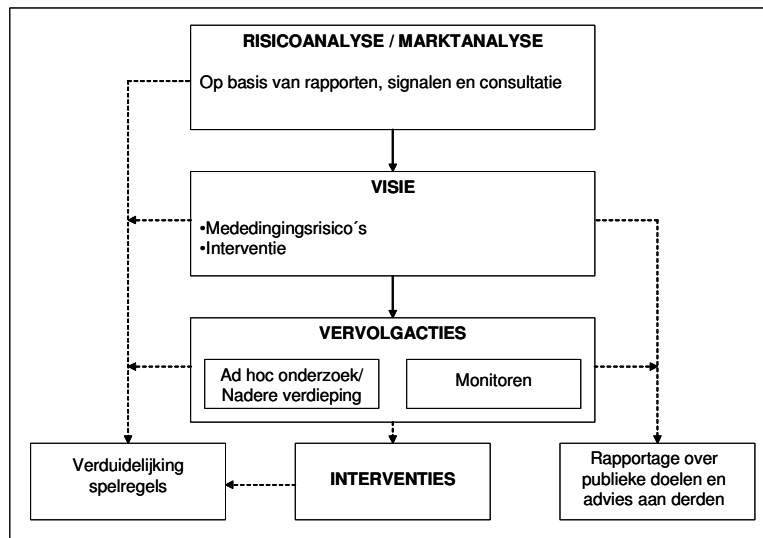 RISICOANALYSE / MARKTANALYSE
Op basis van rapporten, signalen en consultatie
VISIE
•Mededingingsrisico´s
•Interventie
VERVOLGACTIES
Ad hoc onderzoek/
Nadere verdieping
Monitoren
Verduidelijking
spelregels
INTERVENTIES
Rapportage over
publieke doelen en
advies aan derden